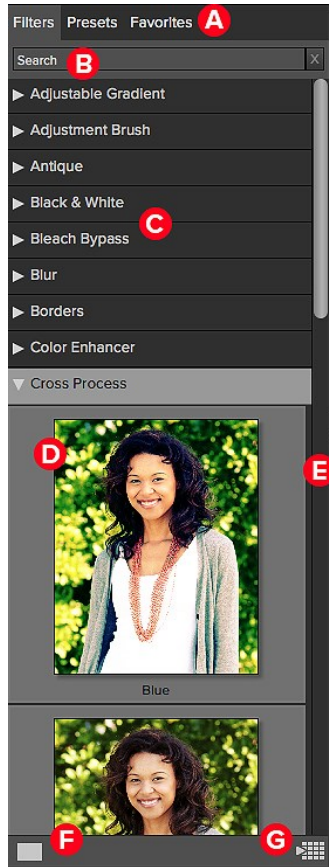 Filters Presets Favorites A
B
Search X
Adjustable Gradient
Adjustment Brush
Antique
Black & White
C
Bleach Bypass
Blur
Borders
Color Enhancer
Cross Process
D
E
Blue
F G